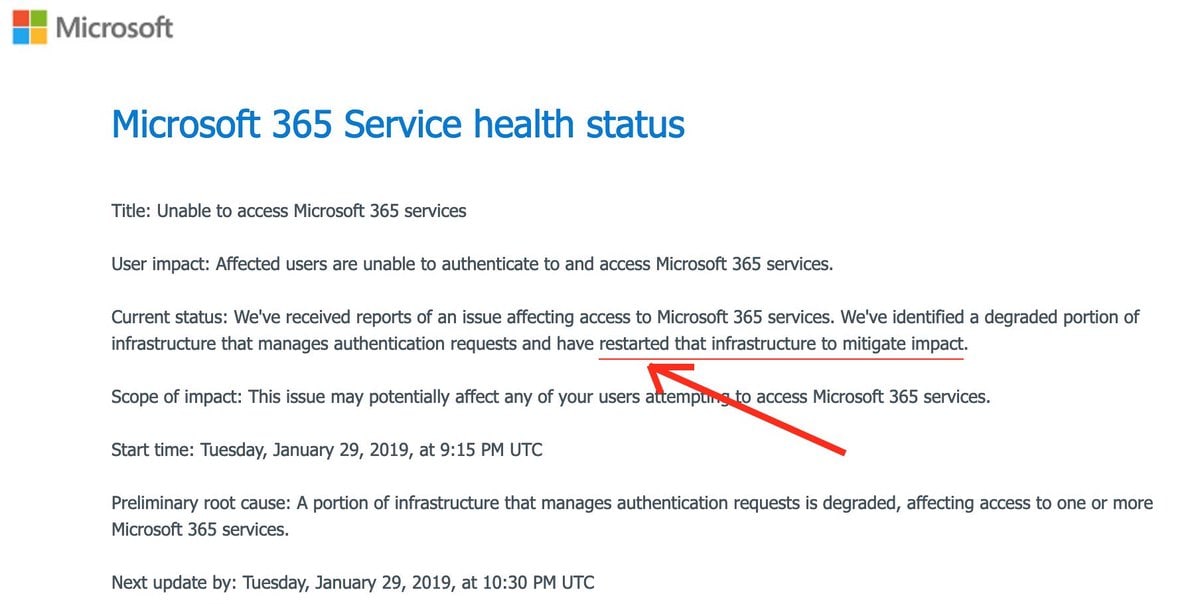 Microsoft
Microsoft 365 Service health status
Title: Unable to access Microsoft 365 services
User impact: Affected users are unable to authenticate to and access Microsoft 365 services.
Current status: We've received reports of an issue affecting access to Microsoft 365 services. We've identified a degraded portion of
infrastructure that manages authentication requests and have restarted that infrastructure to mitigate impact.
Scope of impact: This issue may potentially affect any of your users attempting to access Microsoft 365 services.
Start time: Tuesday, January 29, 2019, at 9:15 PM UTC
Preliminary root cause: A portion of infrastructure that manages authentication requests is degraded, affecting access to one or more
Microsoft 365 services.
Next update by: Tuesday, January 29, 2019, at 10:30 PM UTC